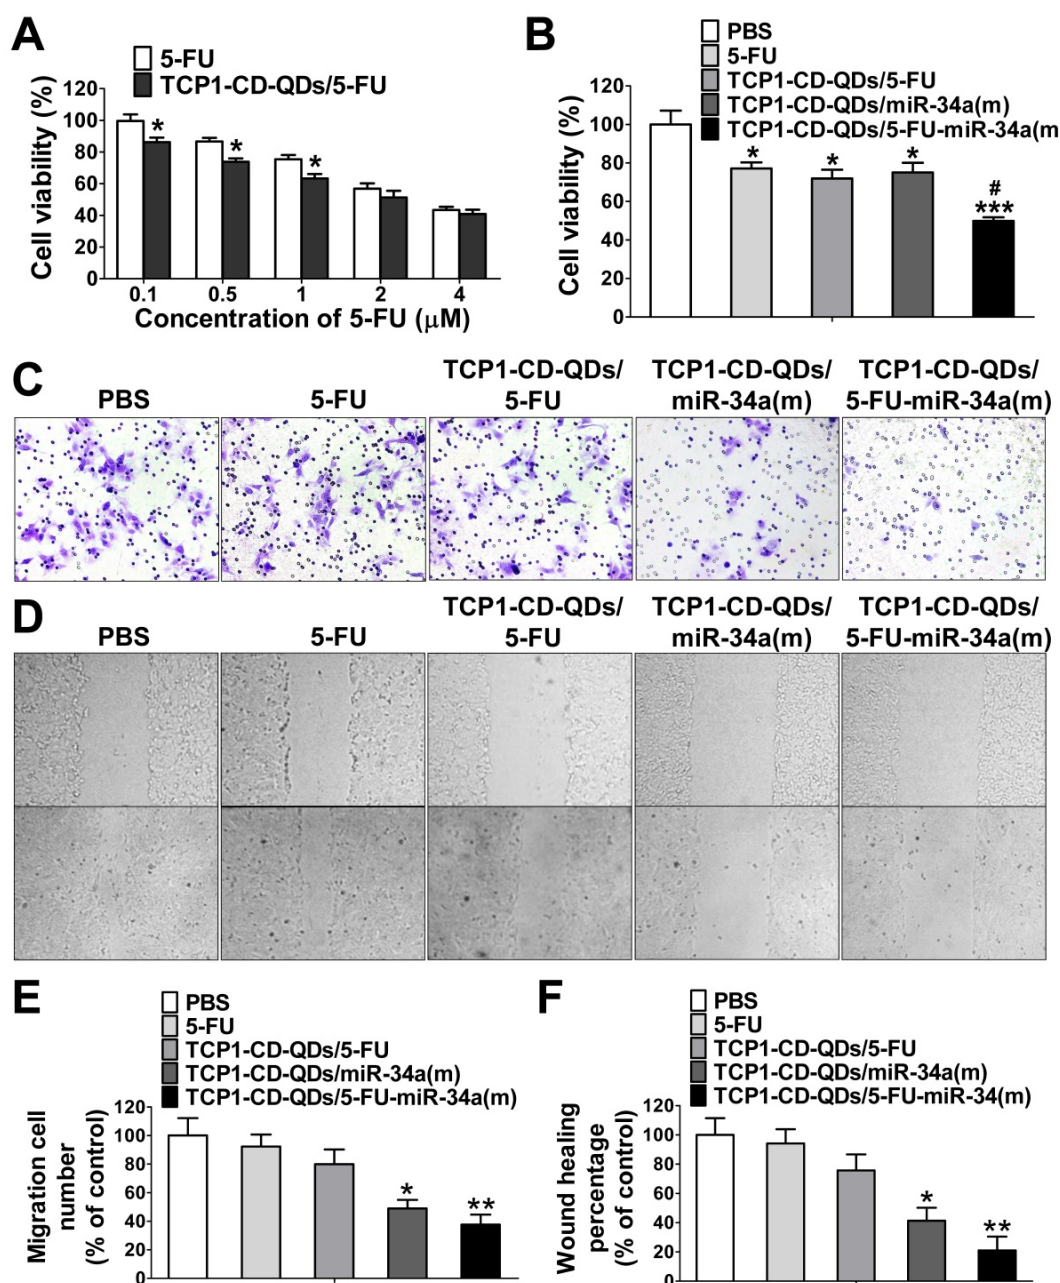 A
5-FU
TCP1-CD-QDs/5-FU
Cell viability (%)
120
100
80
60
40
20
0
*
*
*
0.1 0.5 1 2 4
Concentration of 5-FU (μM)
B
PBS
5-FU
TCP1-CD-QDs/5-FU
TCP1-CD-QDs/miR-34a(m)
TCP1-CD-QDs/5-FU-miR-34a(m
Cell viability (%)
120
100
80
60
40
20
0
*
*
*
#
***
C
PBS
5-FU
TCP1-CD-QDs/
5-FU
TCP1-CD-QDs/
miR-34a(m)
TCP1-CD-QDs/
5-FU-miR-34a(m)
D
PBS
5-FU
TCP1-CD-QDs/
5-FU
TCP1-CD-QDs/
miR-34a(m)
TCP1-CD-QDs/
5-FU-miR-34a(m)
E
PBS
5-FU
TCP1-CD-QDs/5-FU
TCP1-CD-QDs/miR-34a(m)
TCP1-CD-QDs/5-FU-miR-34a(m)
Migration cell
number
(% of control)
120
100
80
60
40
20
0
*
**
F
PBS
5-FU
TCP1-CD-QDs/5-FU
TCP1-CD-QDs/miR-34a(m)
TCP1-CD-QDs/5-FU-miR-34(m)
Wound healing
percentage
(% of control)
120
100
80
60
40
20
0
*
**